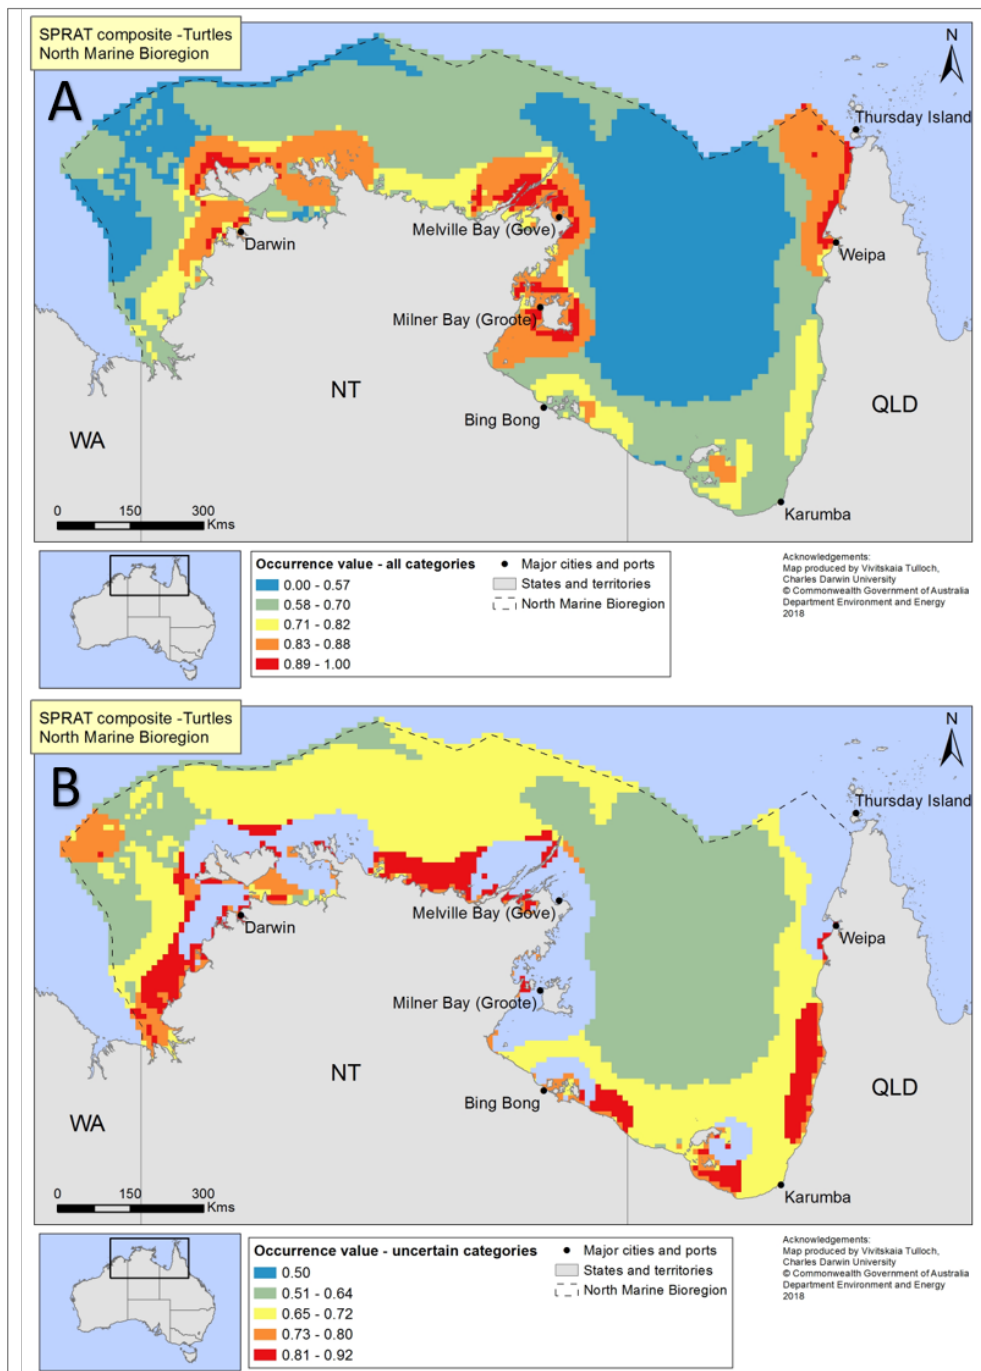 SPRAT composite -Turtles
North Marine Bioregion
A
N
Thursday Island
Darwin
Melville Bay (Gove)
Weipa
Milner Bay (Groote)
NT
QLD
Bing Bong
WA
Karumba
0 150 300
Kms
Occurrence value - all categories
0.00 - 0.57
0.58 - 0.70
0.71 - 0.82
0.83 - 0.88
0.89 - 1.00
Major cities and ports
States and territories
North Marine Bioregion
Acknowledgements:
Map produced by Vivitskaia Tulloch,
Charles Darwin University
© Commonwealth Government of Australia
Department Environment and Energy
2018
SPRAT composite -Turtles
North Marine Bioregion
B
N
Thursday Island
Darwin
Melville Bay (Gove)
Weipa
Milner Bay (Groote)
NT
QLD
Bing Bong
WA
Karumba
0 150 300
Kms
Occurrence value - uncertain categories
0.50
0.51 - 0.64
0.65 - 0.72
0.73 - 0.80
0.81 - 0.92
Major cities and ports
States and territories
North Marine Bioregion
Acknowledgements:
Map produced by Vivitskaia Tulloch,
Charles Darwin University
© Commonwealth Government of Australia
Department Environment and Energy
2018